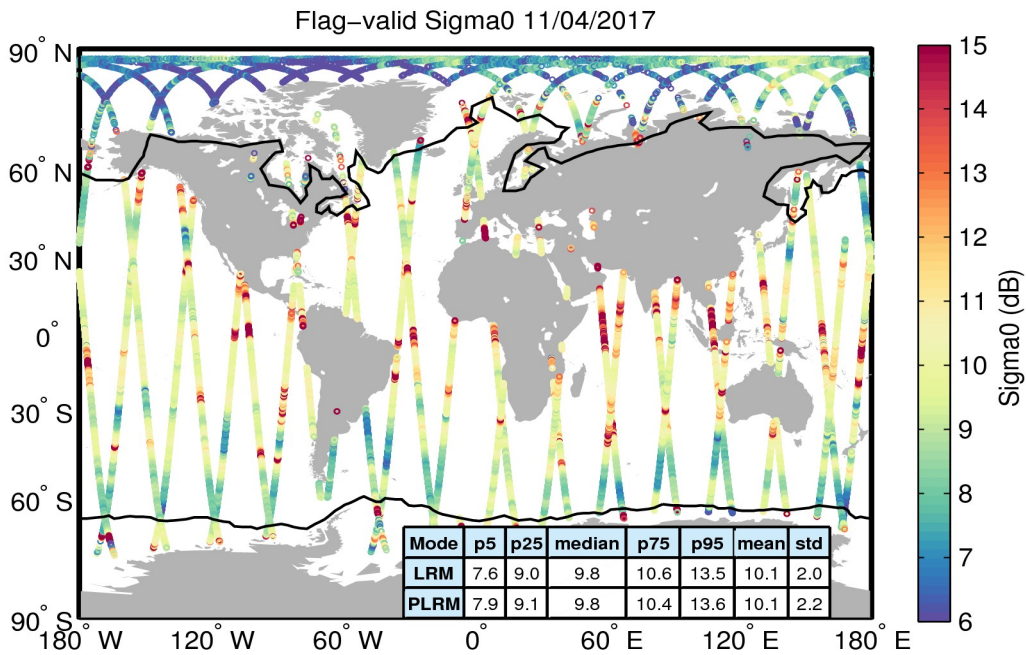 Flag−valid Sigma0 11/04/2017
90° N
60° N
30° N
0°
30° S
60° S
90° S
180° W
120° W
60° W
0°
60° E
120° E
180° E
15
14
13
12
11
10
9
8
7
6
Sigma0 (dB)
Mode p5 p25 median p75 p95 mean std
LRM 7.6 9.0 9.8 10.6 13.5 10.1 2.0
PLRM 7.9 9.1 9.8 10.4 13.6 10.1 2.2